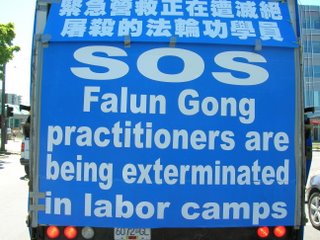 緊急營救正在遭滅絕
屠殺的法輪功學員
SOS
Falun Gong
practitioners are
being exterminated
in labor camps